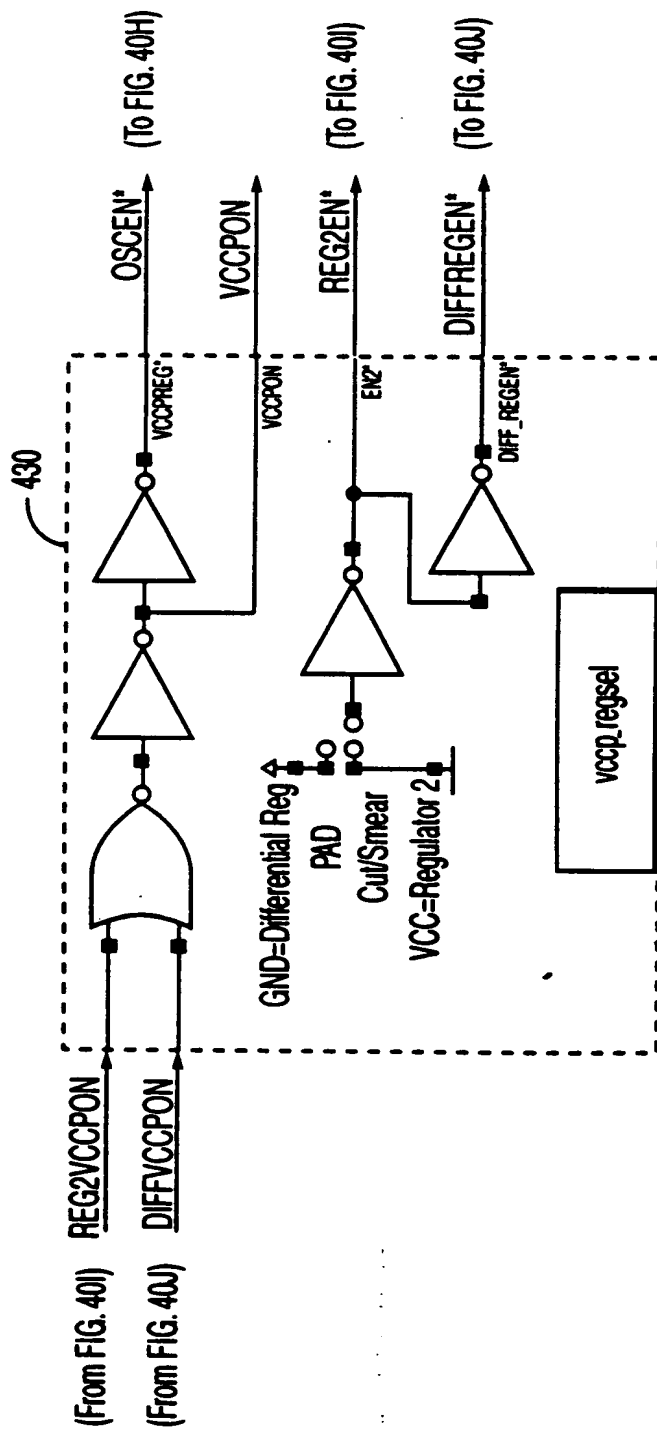 430
(From FIG. 40I) REG2VCCPON
(From FIG. 40J) DIFFVCCPON
VCCPREG*
OSCEN* (To FIG. 40H)
VCCPON
VCCPON
GND=Differential Reg
PAD
Cut/Smear
VCC=Regulator 2
EN2*
REG2EN* (To FIG. 40I)
DIFF_REGEN*
DIFFREGEN* (To FIG. 40J)
vccp_regsel